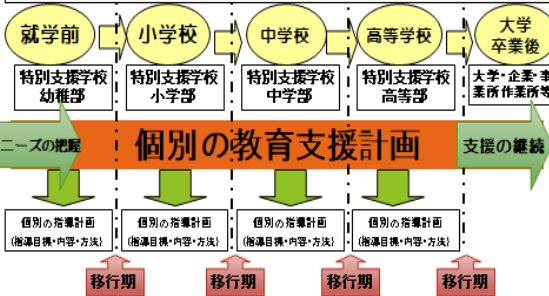 就学前
小学校
中学校
高等学校
大学
卒業後
特別支援学校
幼稚部
特別支援学校
小学部
特別支援学校
中学部
特別支援学校
高等部
大学・企業・事
業所作業所等
ニーズの把握
個別の教育支援計画
支援の継続
個別の指導計画
(指導目標・内容・方法)
個別の指導計画
(指導目標・内容・方法)
個別の指導計画
(指導目標・内容・方法)
個別の指導計画
(指導目標・内容・方法)
移行期
移行期
移行期
移行期